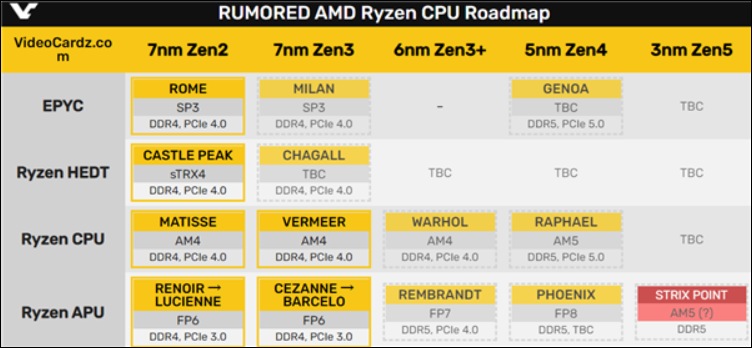 RUMORED AMD Ryzen CPU Roadmap
VideoCardz.co
m
7nm Zen2
7nm Zen3
6nm Zen3+
5nm Zen4
3nm Zen5
EPYC
ROME
SP3
DDR4, PCIe 4.0
MILAN
SP3
DDR4, PCIe 4.0
-
GENOA
TBC
DDR5, PCIe 5.0
TBC
Ryzen HEDT
CASTLE PEAK
sTRX4
DDR4, PCIe 4.0
CHAGALL
TBC
DDR4, PCIe 4.0
TBC
TBC
TBC
Ryzen CPU
MATISSE
AM4
DDR4, PCIe 4.0
VERMEER
AM4
DDR4, PCIe 4.0
WARHOL
AM4
DDR4, PCIe 4.0
RAPHAEL
AM5
DDR5, PCIe 5.0
TBC
Ryzen APU
RENOIR →
LUCIENNE
FP6
DDR4, PCIe 3.0
CEZANNE →
BARCELO
FP6
DDR4, PCIe 3.0
REMBRANDT
FP7
DDR5, PCIe 4.0
PHOENIX
FP8
DDR5, TBC
STRIX POINT
AM5 (?)
DDR5